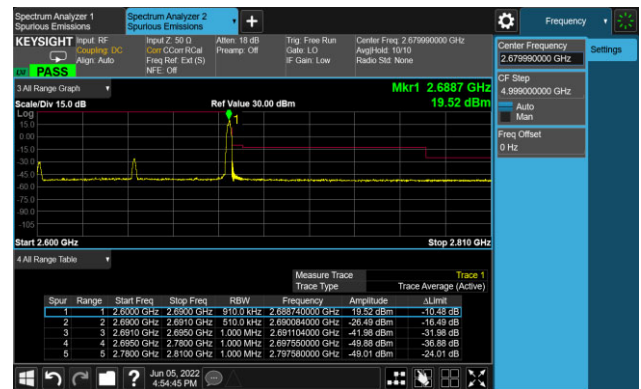 Spectrum Analyzer 1
Spurious Emissions
Spectrum Analyzer 2
Spurious Emissions
+
Frequency
KEYSIGHT
Input: RF
Coupling: DC
Align: Auto
Input Z: 50 Ω
Corr CCorr RCal
Freq Ref: Ext (S)
NFE: Off
Atten: 18 dB
Preamp: Off
Trig: Free Run
Gate: LO
IF Gain: Low
Center Freq: 2.679990000 GHz
Avg|Hold: 10/10
Radio Std: None
PASS
Center Frequency
2.679990000 GHz
Settings
CF Step
4.999000000 GHz
Auto
Man
Freq Offset
0 Hz
3 All Range Graph
Mkr1 2.6887 GHz
Scale/Div 15.0 dB
Ref Value 30.00 dBm
19.52 dBm
Log
1
15.0
0.00
-15.0
-30.0
-45.0
-60.0
-75.0
-90.0
-105
Start 2.600 GHz
Stop 2.810 GHz
4 All Range Table
Measure Trace Trace 1
Trace Type Trace Average (Active)
Spur Range Start Freq Stop Freq RBW Frequency Amplitude ΔLimit
1 1 2.6000 GHz 2.6900 GHz 910.0 kHz 2.688740000 GHz 19.52 dBm -10.48 dB
2 2 2.6900 GHz 2.6910 GHz 510.0 kHz 2.690084000 GHz -26.49 dBm -16.49 dB
3 3 2.6910 GHz 2.6950 GHz 1.000 MHz 2.691104000 GHz -41.98 dBm -31.98 dB
4 4 2.6950 GHz 2.7800 GHz 1.000 MHz 2.697550000 GHz -49.88 dBm -36.88 dB
5 5 2.7800 GHz 2.8100 GHz 1.000 MHz 2.797580000 GHz -49.01 dBm -24.01 dB
?
Jun 05, 2022
4:54:45 PM